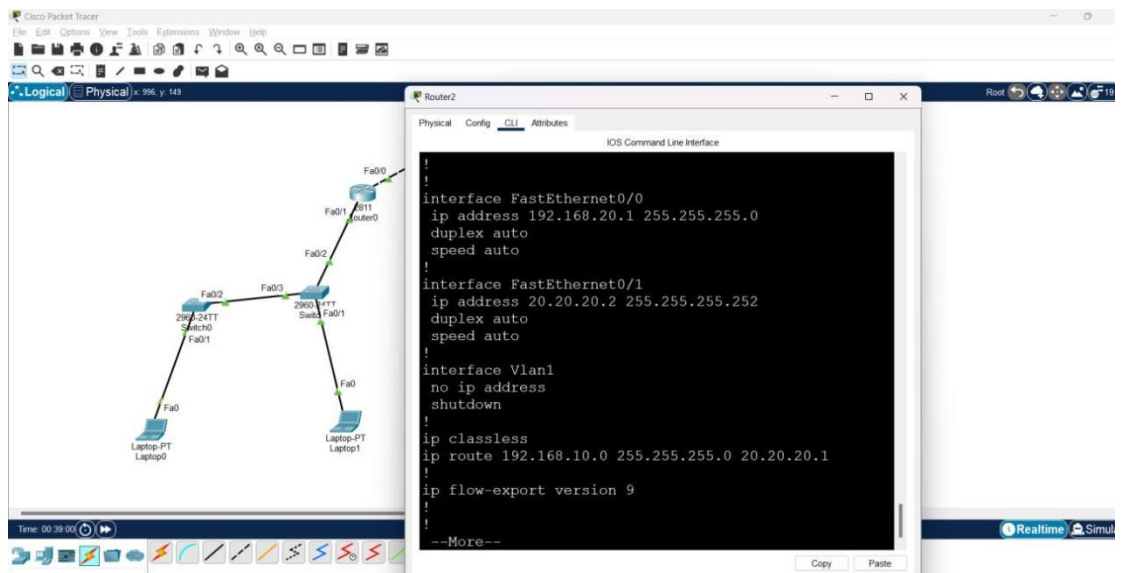 Cisco Packet Tracer
File Edit Options View Tools Extensions Window Help
Logical Physical x: 996, y: 149
Root
Router2
Physical Config CLI Attributes
IOS Command Line Interface
!
!
interface FastEthernet0/0
ip address 192.168.20.1 255.255.255.0
duplex auto
speed auto
!
interface FastEthernet0/1
ip address 20.20.20.2 255.255.255.252
duplex auto
speed auto
!
interface Vlan1
no ip address
shutdown
!
ip classless
ip route 192.168.10.0 255.255.255.0 20.20.20.1
!
ip flow-export version 9
!
!
--More--
Copy Paste
Fa0/0
Fa0/1
Fa0/2
Fa0/2
Fa0/3
2960-24TT
Switch0
Fa0/1
Fa0/1
Fa0
Fa0
Laptop-PT
Laptop0
Laptop-PT
Laptop1
Time: 00:39:00
Realtime